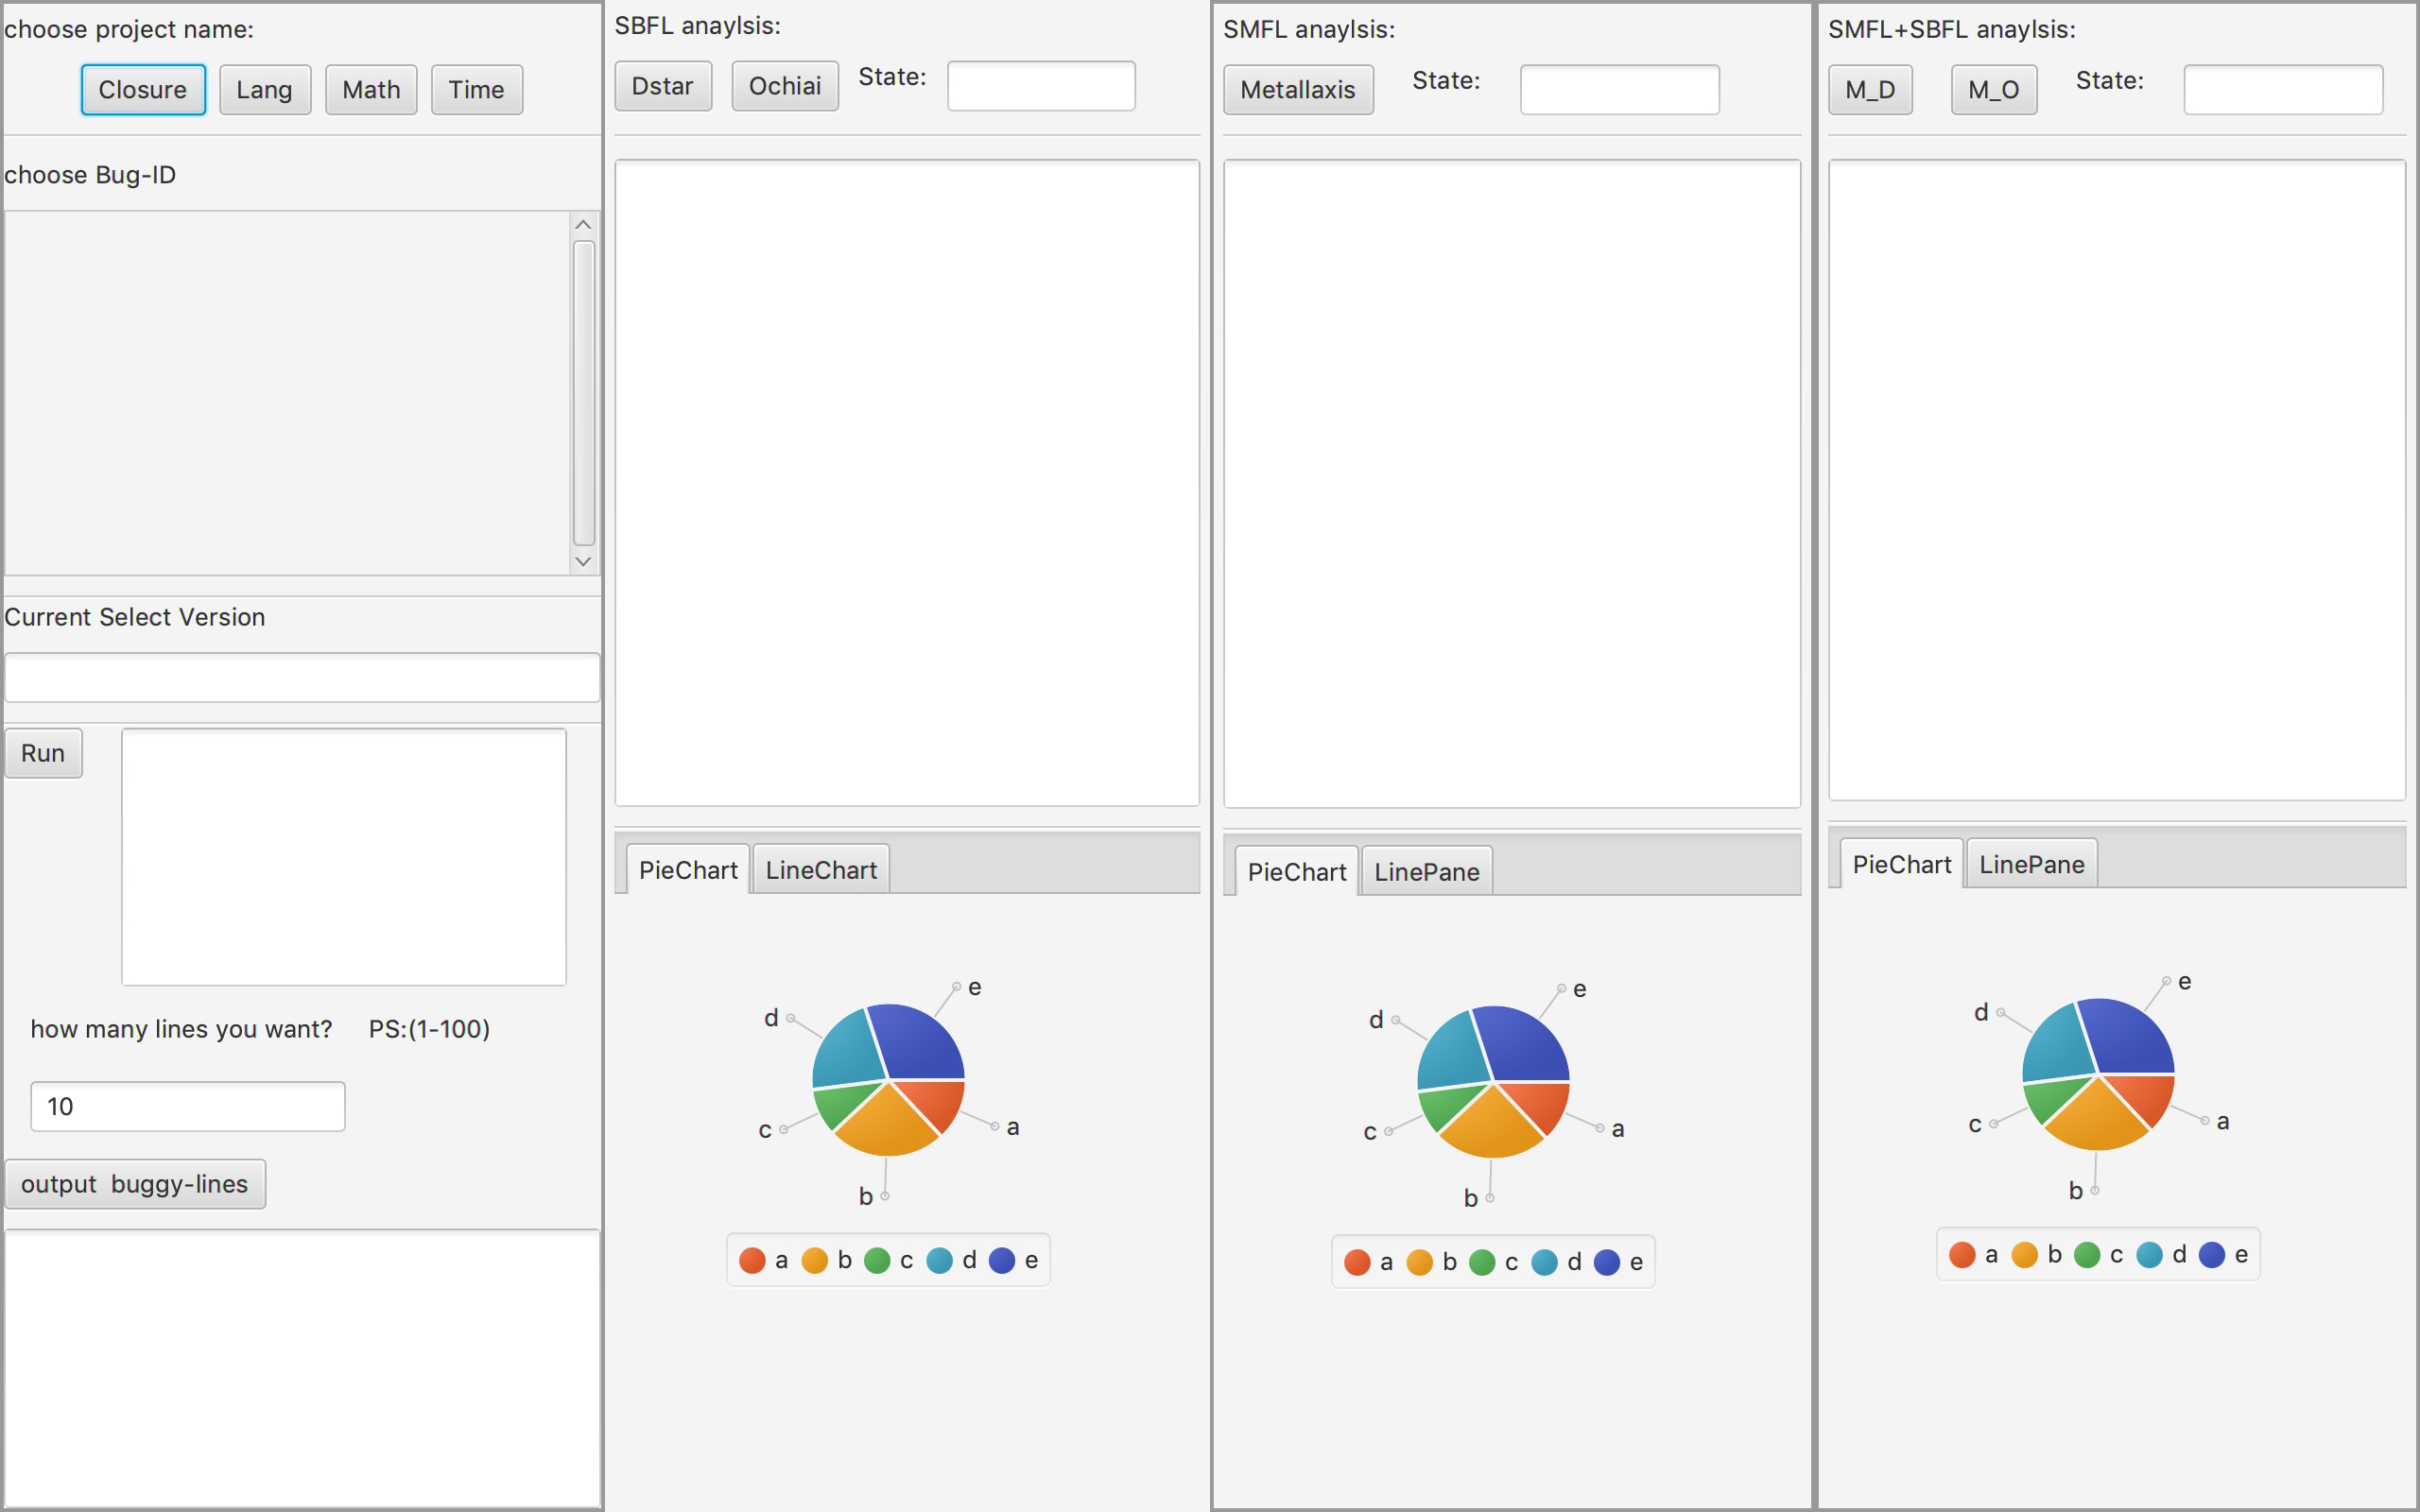 choose project name:
Closure Lang Math Time
choose Bug-ID
Current Select Version
Run
how many lines you want? PS:(1-100)
10
output buggy-lines
SBFL anaylsis:
Dstar Ochiai State:
PieChart LineChart
e
d
c
a
b
a b c d e
SMFL anaylsis:
Metallaxis State:
PieChart LinePane
e
d
c
a
b
a b c d e
SMFL+SBFL anaylsis:
M_D M_O State:
PieChart LinePane
e
d
c
a
b
a b c d e